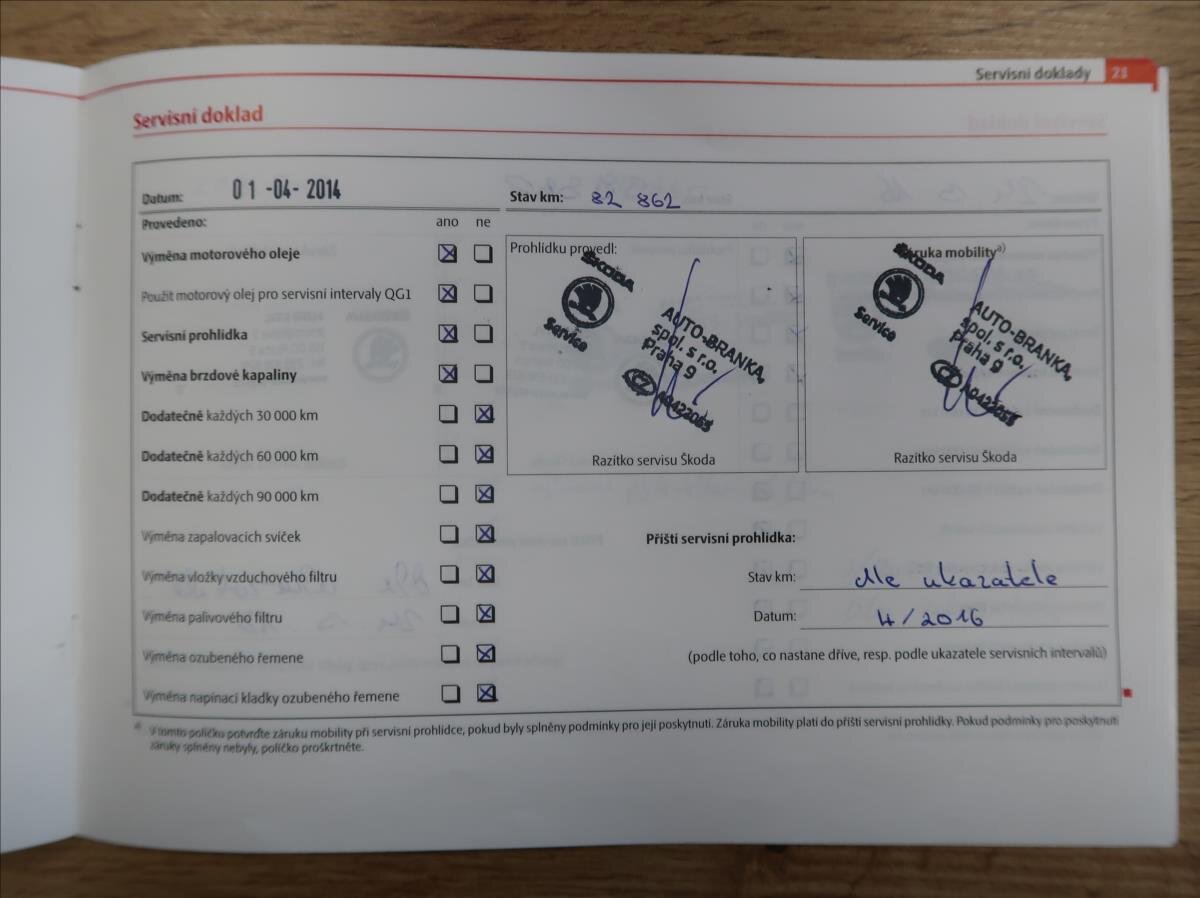 Servisní doklady 23
Servisní doklad
Datum: 01-04-2014
Stav km: 82 862
Provedeno: ano ne
Výměna motorového oleje
Použit motorový olej pro servisní intervaly QG1
Servisní prohlídka
Výměna brzdové kapaliny
Dodatečně každých 30 000 km
Dodatečně každých 60 000 km
Dodatečně každých 90 000 km
Výměna zapalovacích svíček
Výměna vložky vzduchového filtru
Výměna palivového filtru
Výměna ozubeného řemene
Výměna napínací kladky ozubeného řemene
Prohlídku provedl:
ŠKODA
Service
AUTO-BRANKA,
spol. s r.o.
Praha 9
CZ
Razítko servisu Škoda
Záruka mobility a)
ŠKODA
Service
AUTO-BRANKA,
spol. s r.o.
Praha 9
CZ
Razítko servisu Škoda
Příští servisní prohlídka:
Stav km: dle ukazatele
Datum: 4/2016
(podle toho, co nastane dříve, resp. podle ukazatele servisních intervalů)
a) V tomto políčku potvrďte záruku mobility při servisní prohlídce, pokud byly splněny podmínky pro její poskytnutí. Záruka mobility platí do příští servisní prohlídky. Pokud podmínky pro poskytnutí
záruky splněny nebyly, políčko proškrtněte.